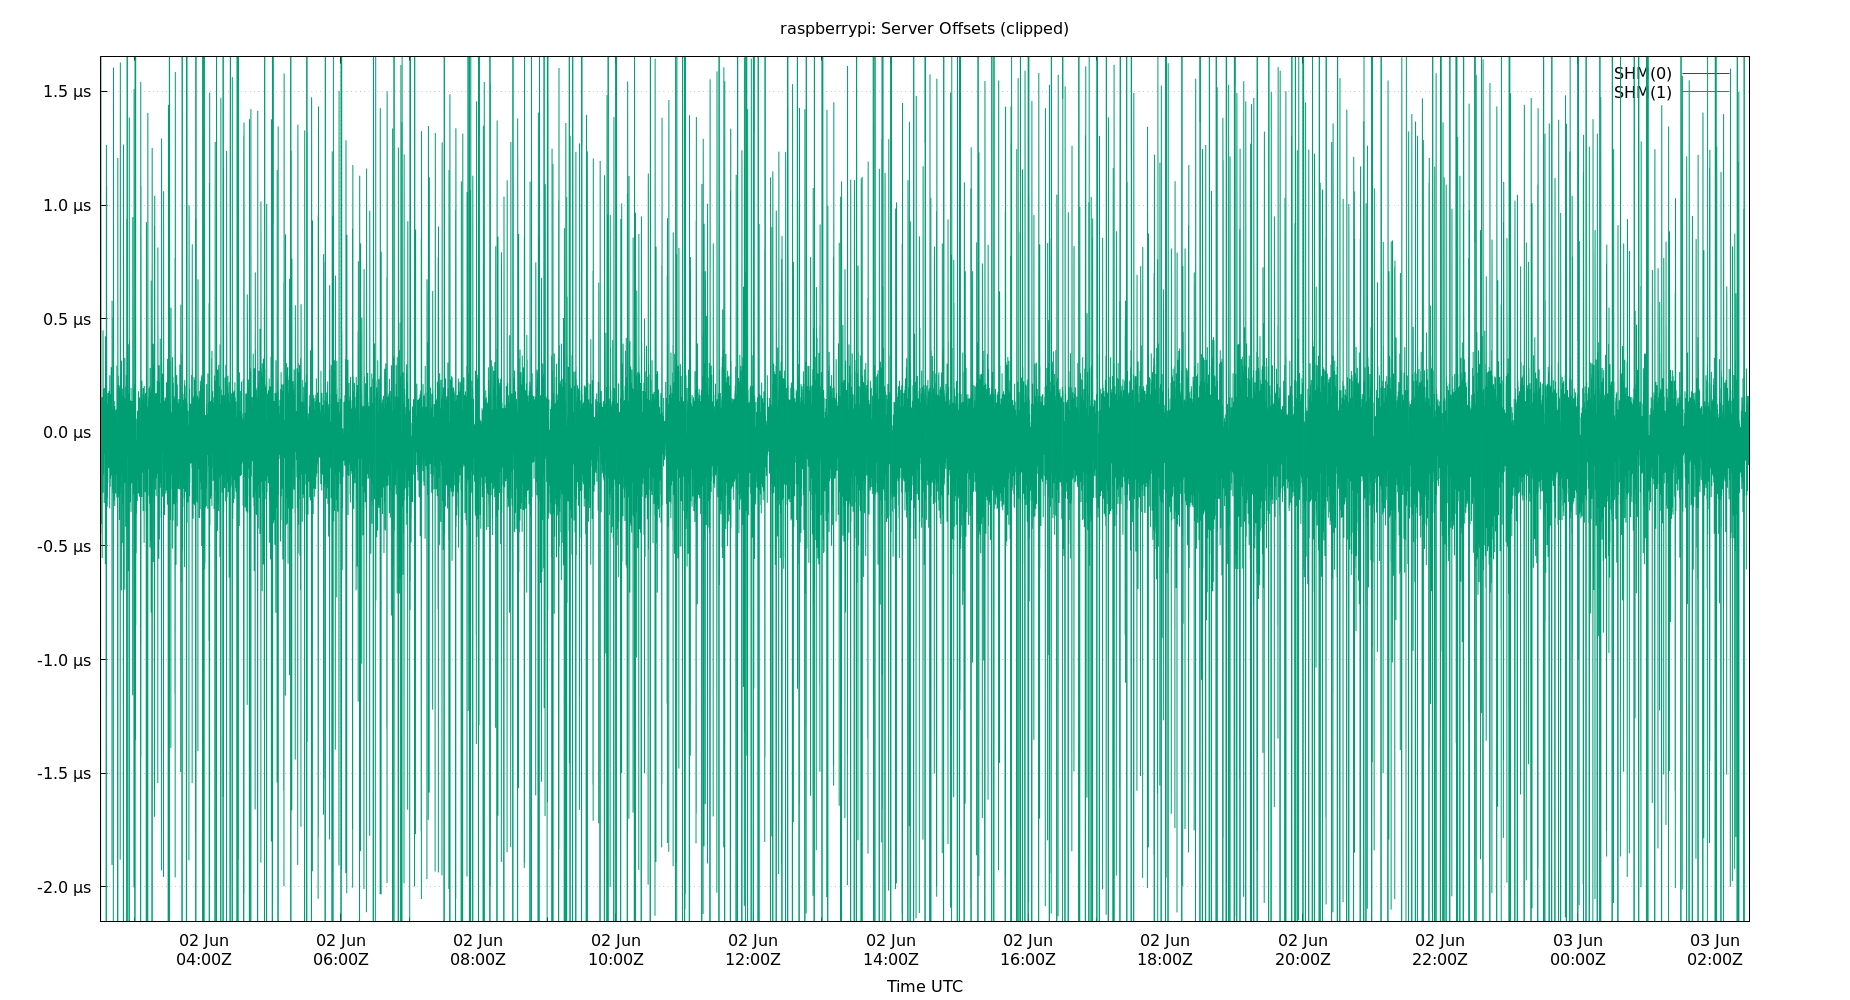 raspberrypi: Server Offsets (clipped)
SHM(0)
SHM(1)
1.5 µs
1.0 µs
0.5 µs
0.0 µs
-0.5 µs
-1.0 µs
-1.5 µs
-2.0 µs
02 Jun 02 Jun 02 Jun 02 Jun 02 Jun 02 Jun 02 Jun 02 Jun 02 Jun 02 Jun 03 Jun 03 Jun
04:00Z 06:00Z 08:00Z 10:00Z 12:00Z 14:00Z 16:00Z 18:00Z 20:00Z 22:00Z 00:00Z 02:00Z
Time UTC